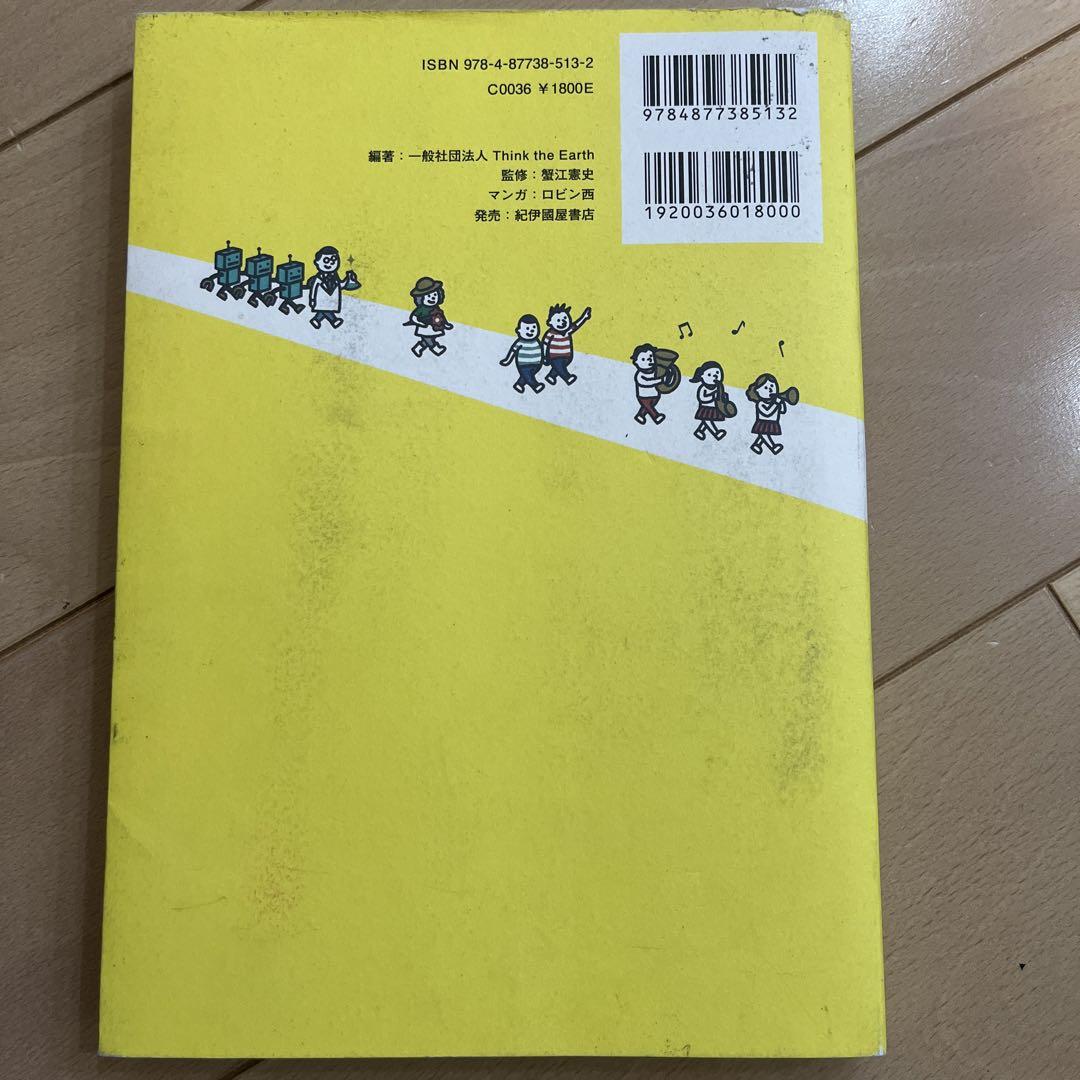 ISBN 978-4-87738-513-2
C0036 ¥1800E
9784877385132
編著：一般社団法人 Think the Earth
監修：蟹江憲史
マンガ：ロビン西
発売：紀伊國屋書店
1920036018000